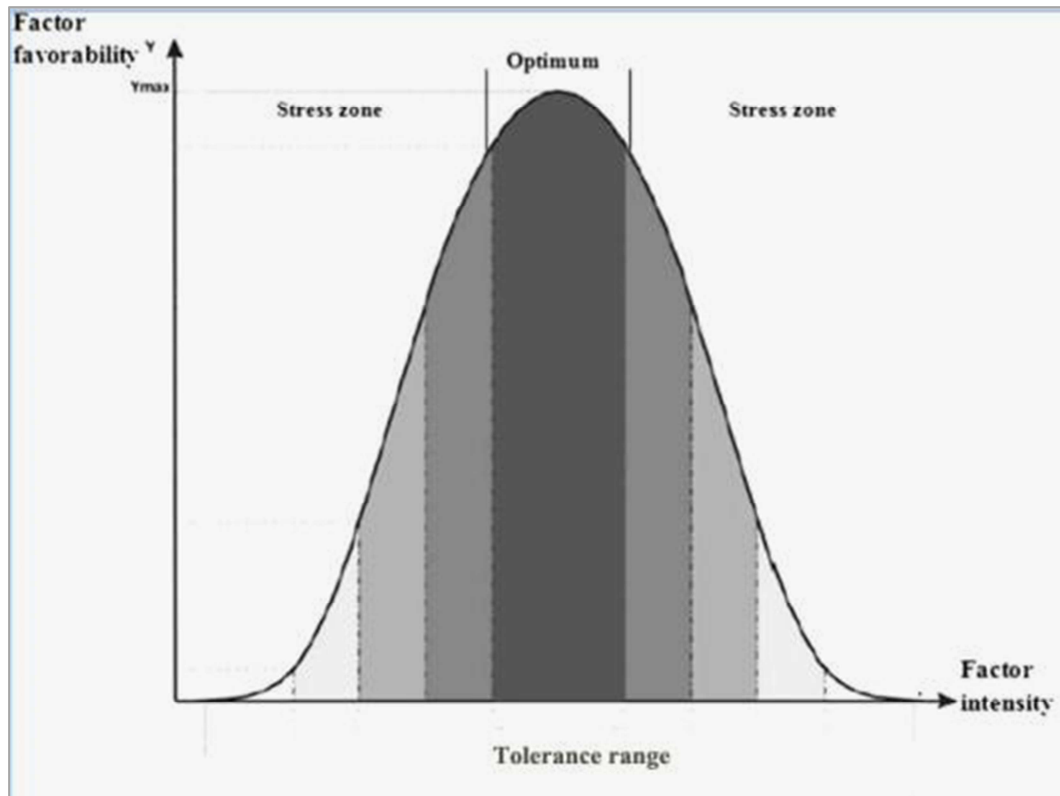 Factor
favorability Y
Ymax
Optimum
Stress zone
Stress zone
Factor
intensity
Tolerance range